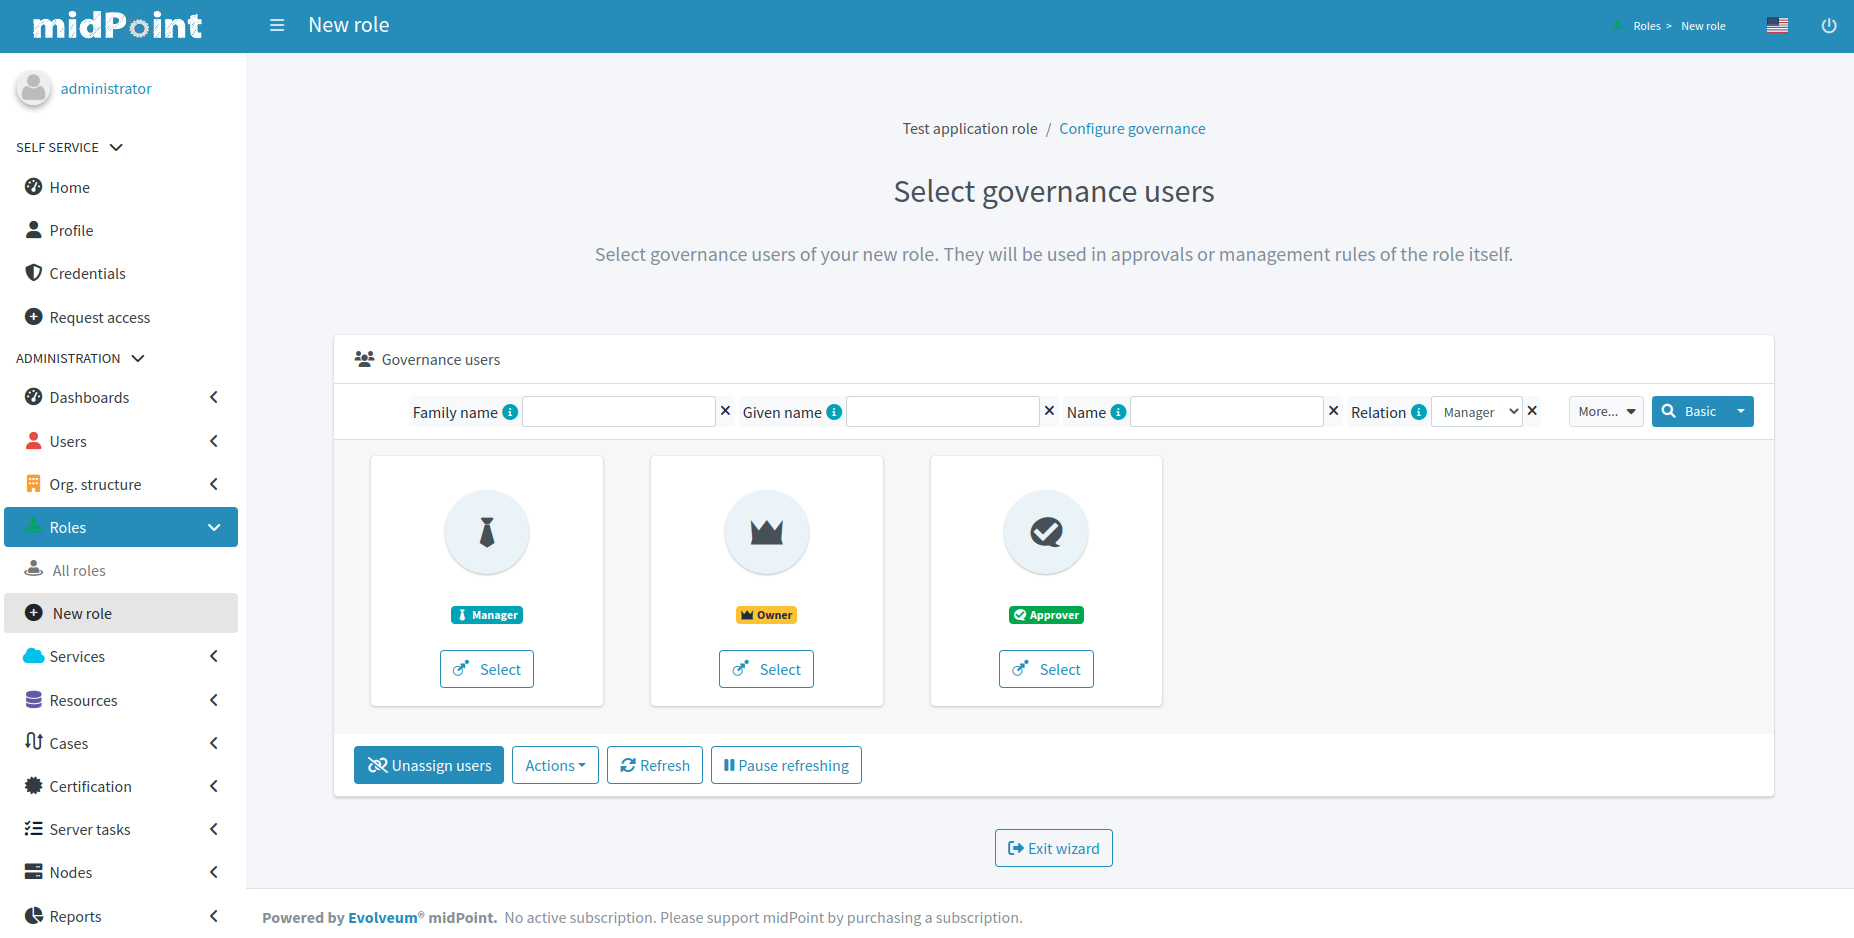 midPoint
New role
Roles > New role
administrator
SELF SERVICE
Home
Profile
Credentials
Request access
ADMINISTRATION
Dashboards
Users
Org. structure
Roles
All roles
New role
Services
Resources
Cases
Certification
Server tasks
Nodes
Reports
Test application role / Configure governance
Select governance users
Select governance users of your new role. They will be used in approvals or management rules of the role itself.
Governance users
Family name Given name Name Relation Manager More... Basic
Manager Owner Approver
Select Select Select
Unassign users Actions Refresh Pause refreshing
Exit wizard
Powered by Evolveum® midPoint. No active subscription. Please support midPoint by purchasing a subscription.